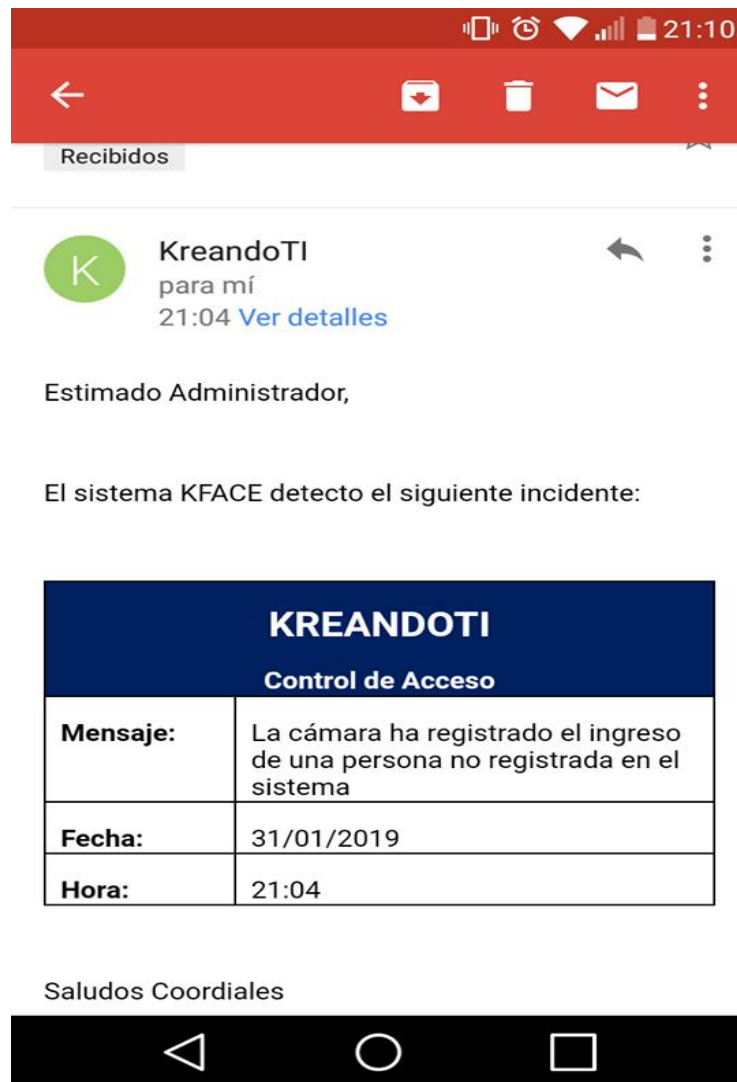 21:10
Recibidos
K
KreandoTI
para mí
21:04 Ver detalles
Estimado Administrador,
El sistema KFACE detecto el siguiente incidente:
KREANDOTI
Control de Acceso
Mensaje: La cámara ha registrado el ingreso
de una persona no registrada en el
sistema
Fecha: 31/01/2019
Hora: 21:04
Saludos Coordiales